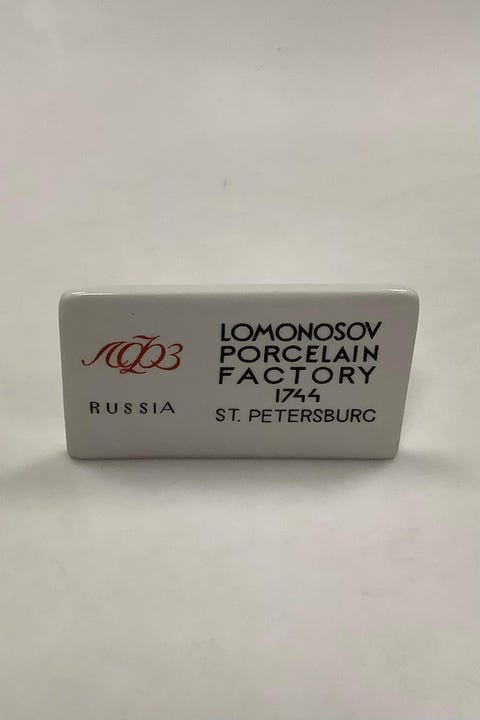 ЛФЗ
RUSSIA
LOMONOSOV
PORCELAIN
FACTORY
1744
ST. PETERSBURG